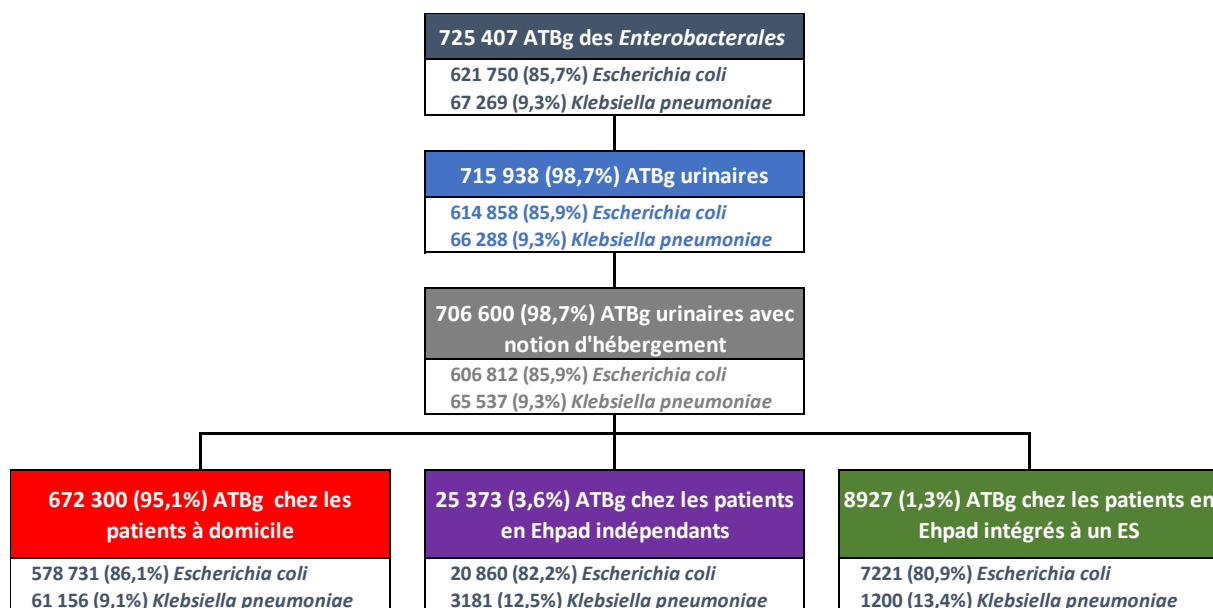 725 407 ATBg des Enterobacterales
621 750 (85,7%) Escherichia coli
67 269 (9,3%) Klebsiella pneumoniae
715 938 (98,7%) ATBg urinaires
614 858 (85,9%) Escherichia coli
66 288 (9,3%) Klebsiella pneumoniae
706 600 (98,7%) ATBg urinaires avec
notion d'hébergement
606 812 (85,9%) Escherichia coli
65 537 (9,3%) Klebsiella pneumoniae
672 300 (95,1%) ATBg chez les
patients à domicile
578 731 (86,1%) Escherichia coli
61 156 (9,1%) Klebsiella pneumoniae
25 373 (3,6%) ATBg chez les patients
en Ehpad indépendants
20 860 (82,2%) Escherichia coli
3181 (12,5%) Klebsiella pneumoniae
8927 (1,3%) ATBg chez les patients en
Ehpad intégrés à un ES
7221 (80,9%) Escherichia coli
1200 (13,4%) Klebsiella pneumoniae